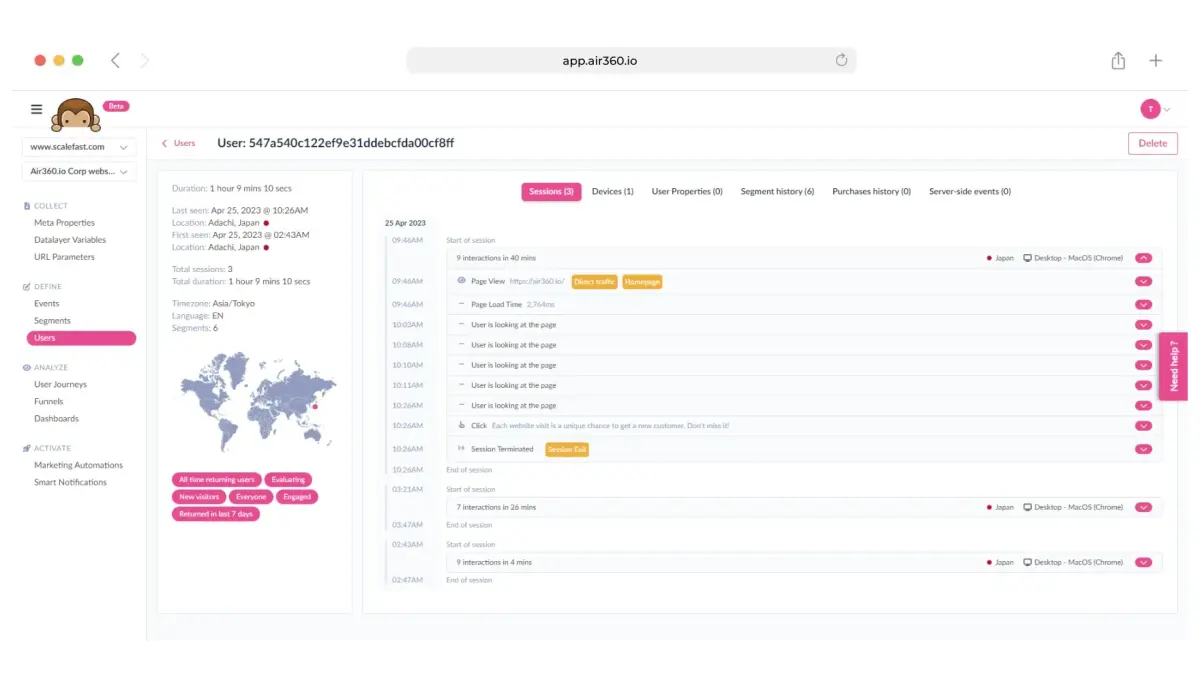 app.air360.io
Beta
T
www.scalefast.com
Air360.io Corp webs...
Users
User: 547a540c122ef9e31ddebcfda00cf8ff
Delete
COLLECT
Meta Properties
Datalayer Variables
URL Parameters
DEFINE
Events
Segments
Users
ANALYZE
User Journeys
Funnels
Dashboards
ACTIVATE
Marketing Automations
Smart Notifications
Duration: 1 hour 9 mins 10 secs
Last seen: Apr 25, 2023 @ 10:26AM
Location: Adachi, Japan
First seen: Apr 25, 2023 @ 02:43AM
Location: Adachi, Japan
Total sessions: 3
Total duration: 1 hour 9 mins 10 secs
Timezone: Asia/Tokyo
Language: EN
Segments: 6
All time returning users Evaluating
New visitors Everyone Engaged
Returned in last 7 days
Sessions (3) Devices (1) User Properties (0) Segment history (6) Purchases history (0) Server-side events (0)
25 Apr 2023
09:46AM Start of session
9 interactions in 40 mins Japan Desktop - MacOS (Chrome)
09:46AM Page View https://air360.io/ Direct traffic Homepage
09:46AM Page Load Time 2,764ms
10:03AM User is looking at the page
10:08AM User is looking at the page
10:10AM User is looking at the page
10:11AM User is looking at the page
10:26AM User is looking at the page
10:26AM Click Each website visit is a unique chance to get a new customer. Don't miss it!
10:26AM Session Terminated Session Exit
10:26AM End of session
03:21AM Start of session
7 interactions in 26 mins Japan Desktop - MacOS (Chrome)
03:47AM End of session
02:43AM Start of session
9 interactions in 4 mins Japan Desktop - MacOS (Chrome)
02:47AM End of session
Need help ?